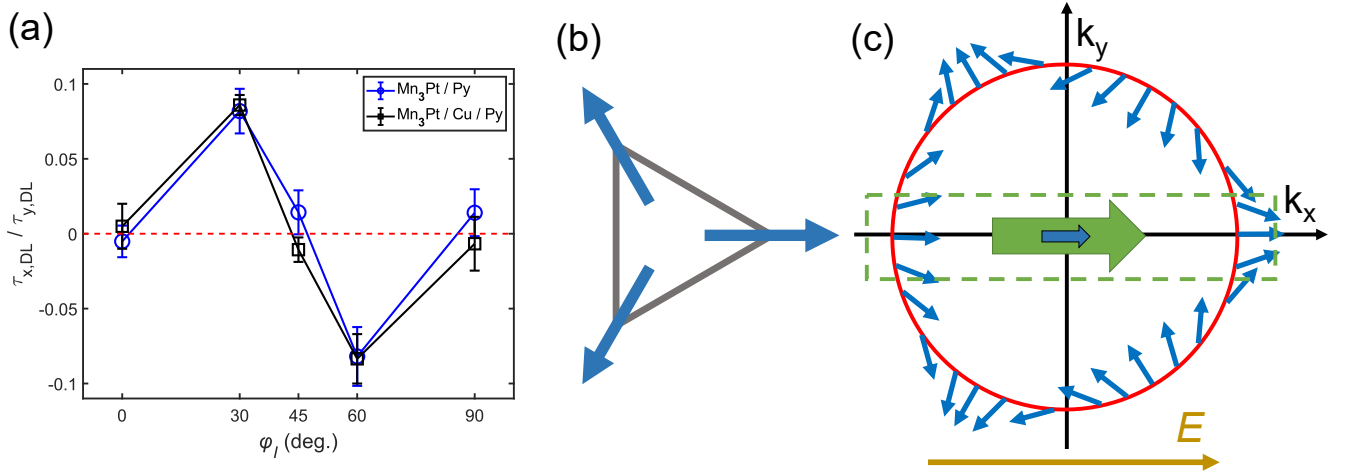 (a)
0.1
0.05
0
-0.05
-0.1
τx,DL / τy,DL
Mn3Pt / Py
Mn3Pt / Cu / Py
0 30 45 60 90
φI (deg.)
(b)
(c)
ky
kx
E